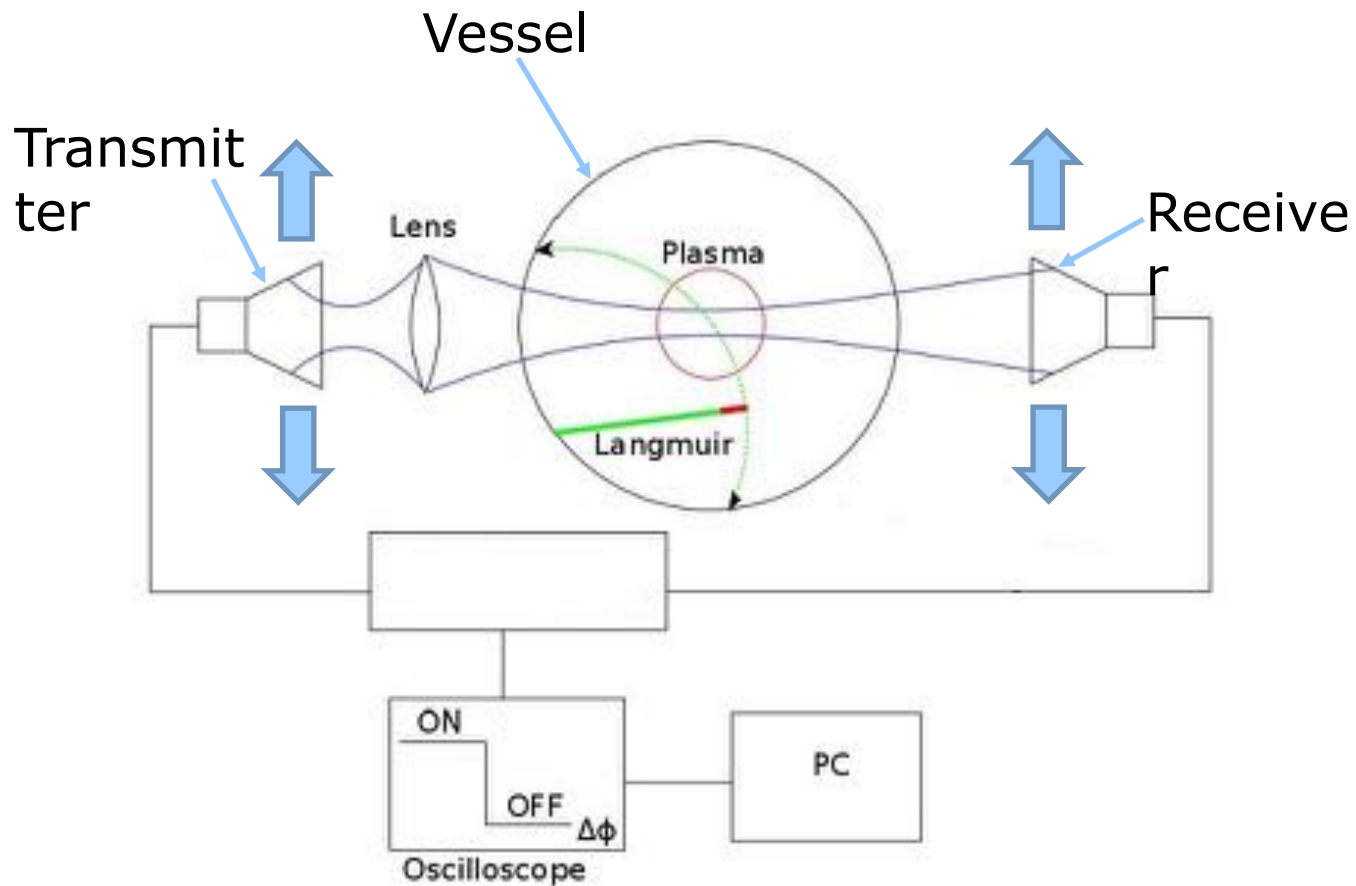 Vessel
Transmit
ter
Lens
Plasma
Receive
r
Langmuir
ON
OFF
Δϕ
Oscilloscope
PC